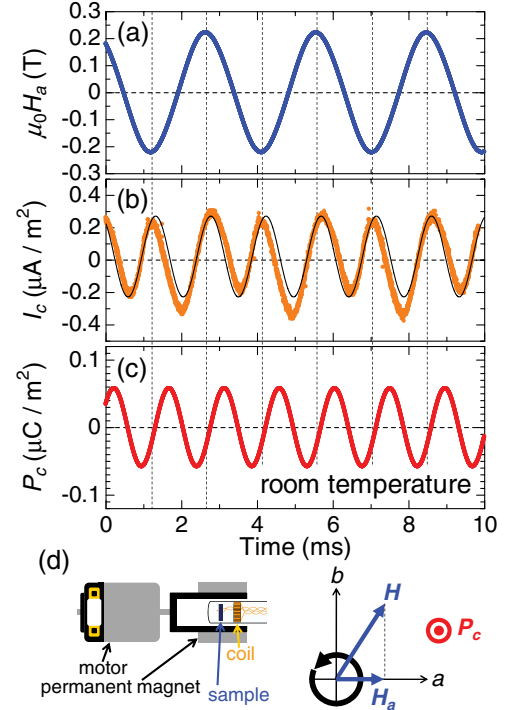 (a)
μ0Ha (T)
0.3
0.2
0.1
0
-0.1
-0.2
-0.3
(b)
Ic (μA / m²)
0.4
0.2
0
-0.2
-0.4
(c)
Pc (μC / m²)
0.1
0
-0.1
room temperature
0 2 4 6 8 10
Time (ms)
(d)
motor
permanent magnet
coil
sample
b
H
Pc
a
Ha